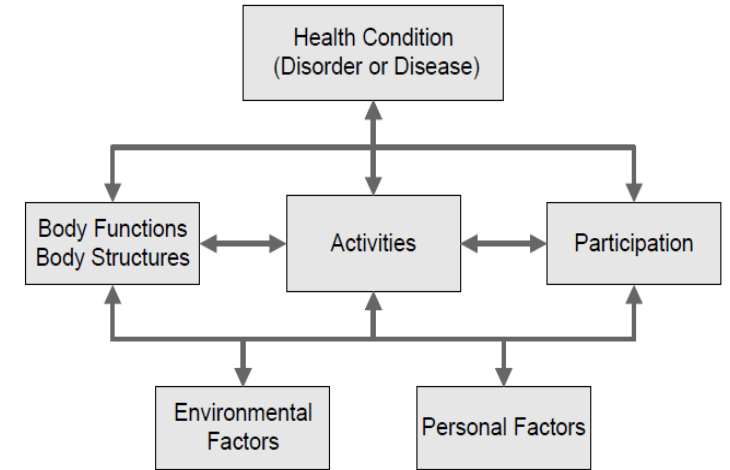 Health Condition
(Disorder or Disease)
Body Functions
Body Structures
Activities
Participation
Environmental
Factors
Personal Factors